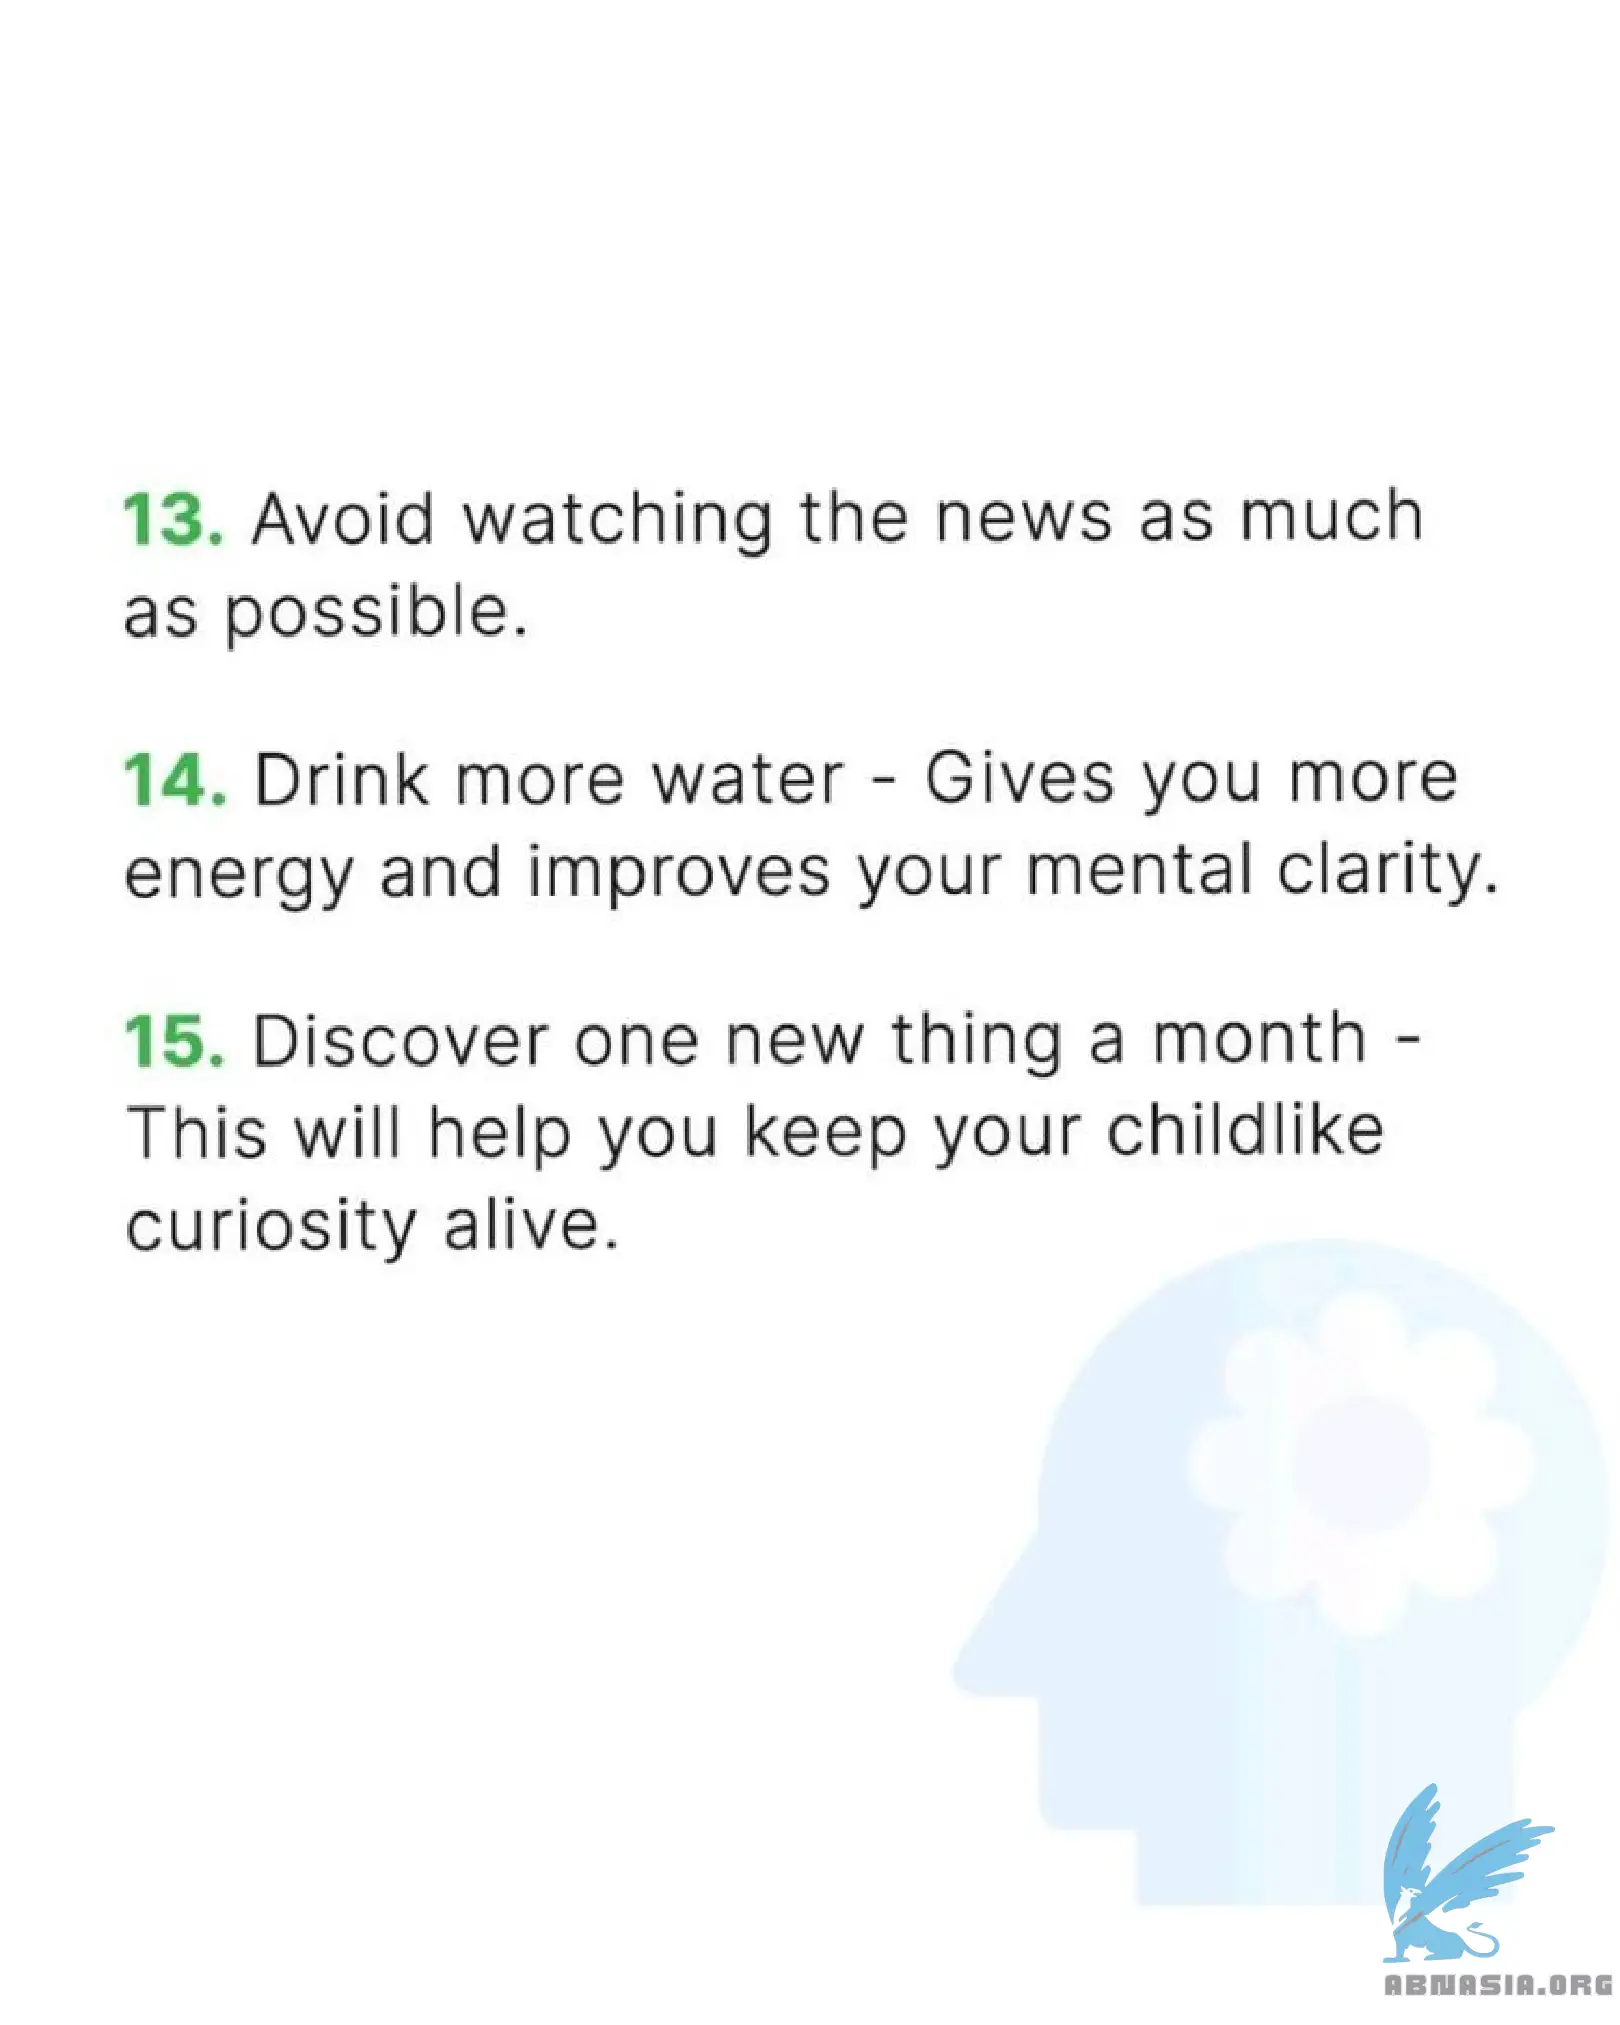 13. Avoid watching the news as much
as possible.
14. Drink more water - Gives you more
energy and improves your mental clarity.
15. Discover one new thing a month -
This will help you keep your childlike
curiosity alive.
ABNASIA.ORG